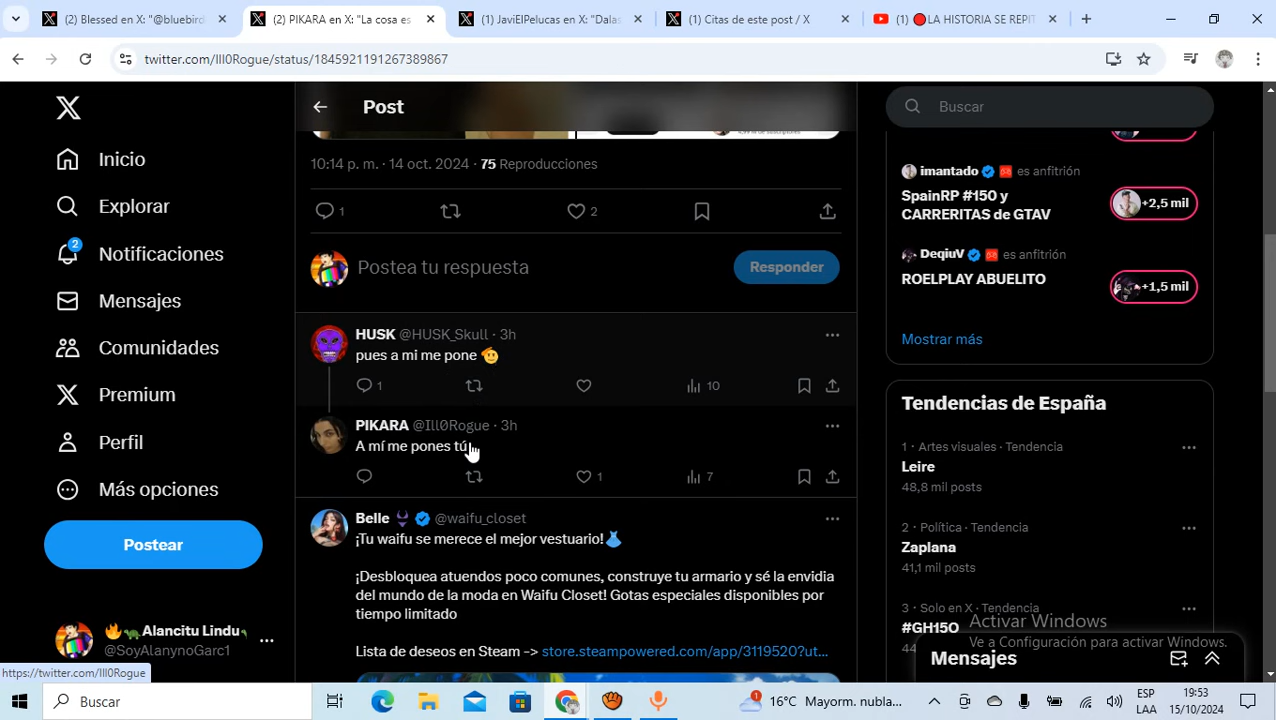 (2) Blessed en X: "@bluebird
(2) PIKARA en X: "La cosa es
(1) JaviElPelucas en X: "Dalas
(1) Citas de este post / X
(1) 🔴LA HISTORIA SE REPIT
twitter.com/Ill0Rogue/status/1845921191267389867
Post
Buscar
Inicio
Explorar
2
Notificaciones
Mensajes
Comunidades
Premium
Perfil
Más opciones
Postear
🔥🦖Alancitu Lindu
@SoyAlanynoGarc1
10:14 p. m. · 14 oct. 2024 · 75 Reproducciones
1
2
Postea tu respuesta
Responder
HUSK @HUSK_Skull · 3h
pues a mi me pone 🫡
1
10
PIKARA @Ill0Rogue · 3h
A mí me pones tú
1
7
Belle @waifu_closet
¡Tu waifu se merece el mejor vestuario!👗
¡Desbloquea atuendos poco comunes, construye tu armario y sé la envidia
del mundo de la moda en Waifu Closet! Gotas especiales disponibles por
tiempo limitado
Lista de deseos en Steam -> store.steampowered.com/app/3119520?ut...
imantado es anfitrión
SpainRP #150 y
CARRERITAS de GTAV
+2,5 mil
DeqiuV es anfitrión
ROELPLAY ABUELITO
+1,5 mil
Mostrar más
Tendencias de España
1 · Artes visuales · Tendencia
Leire
48,8 mil posts
2 · Política · Tendencia
Zaplana
41,1 mil posts
3 · Solo en X · Tendencia
#GH15O
44
Activar Windows
Ve a Configuración para activar Windows.
Mensajes
https://twitter.com/Ill0Rogue
Buscar
1
16°C Mayorm. nubla...
ESP
LAA
19:53
15/10/2024